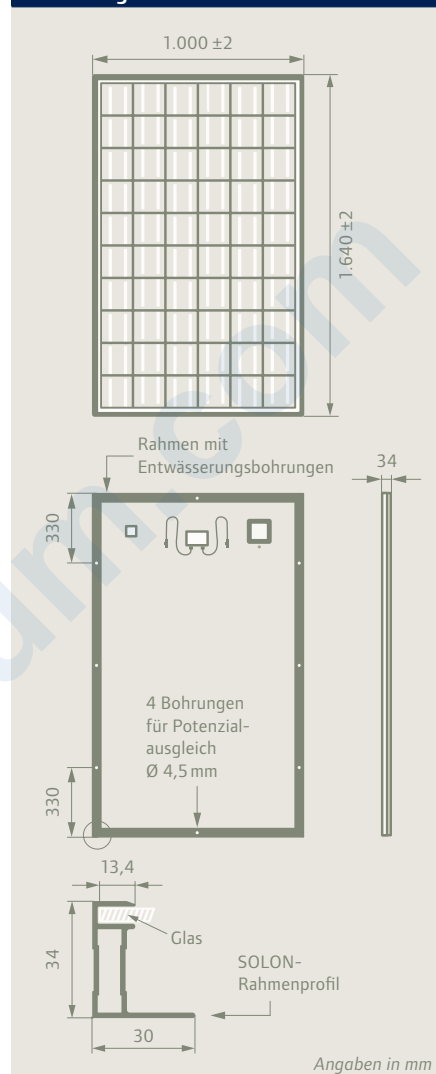 1.000 ±2
1.640 ±2
Rahmen mit
Entwässerungsbohrungen
34
330
4 Bohrungen
für Potenzial-
ausgleich
Ø 4,5 mm
330
13,4
Glas
34
SOLON-
Rahmenprofil
30
Angaben in mm